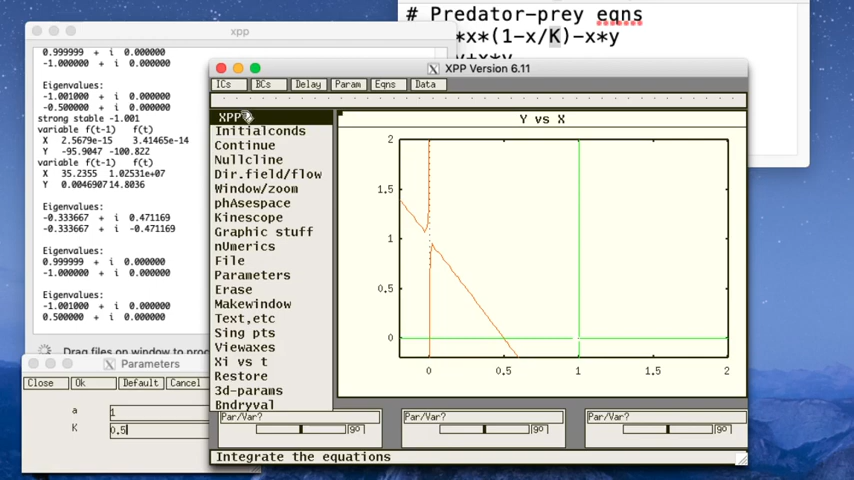 # Predator-prey eqns
*x*(1-x/K)-x*y
xpp
0.999999 + i 0.000000
-1.000000 + i 0.000000
Eigenvalues:
-1.001000 + i 0.000000
-0.500000 + i 0.000000
strong stable -1.001
variable f(t-1) f(t)
X 2.5679e-15 3.41465e-14
Y -95.9047 -100.822
variable f(t-1) f(t)
X 35.2355 1.02531e+07
Y 0.0046907 14.8036
Eigenvalues:
-0.333667 + i 0.471169
-0.333667 + i -0.471169
Eigenvalues:
0.999999 + i 0.000000
-1.000000 + i 0.000000
Eigenvalues:
-1.001000 + i 0.000000
0.500000 + i 0.000000
Drag files on window to proc
X XPP Version 6.11
ICs BCs Delay Param Eqns Data
XPP
Initialconds
Continue
Nullcline
Dir.field/flow
Window/zoom
phAsespace
Kinescope
Graphic stuff
nUmerics
File
Parameters
Erase
Makewindow
Text,etc
Sing pts
Viewaxes
Xi vs t
Restore
3d-params
Bndryval
Y vs X
2
1.5
1
0.5
0
0 0.5 1 1.5 2
Par/Var? Par/Var? Par/Var?
go go go
Integrate the equations
X Parameters
Close Ok Default Cancel
a 1
K 0.5